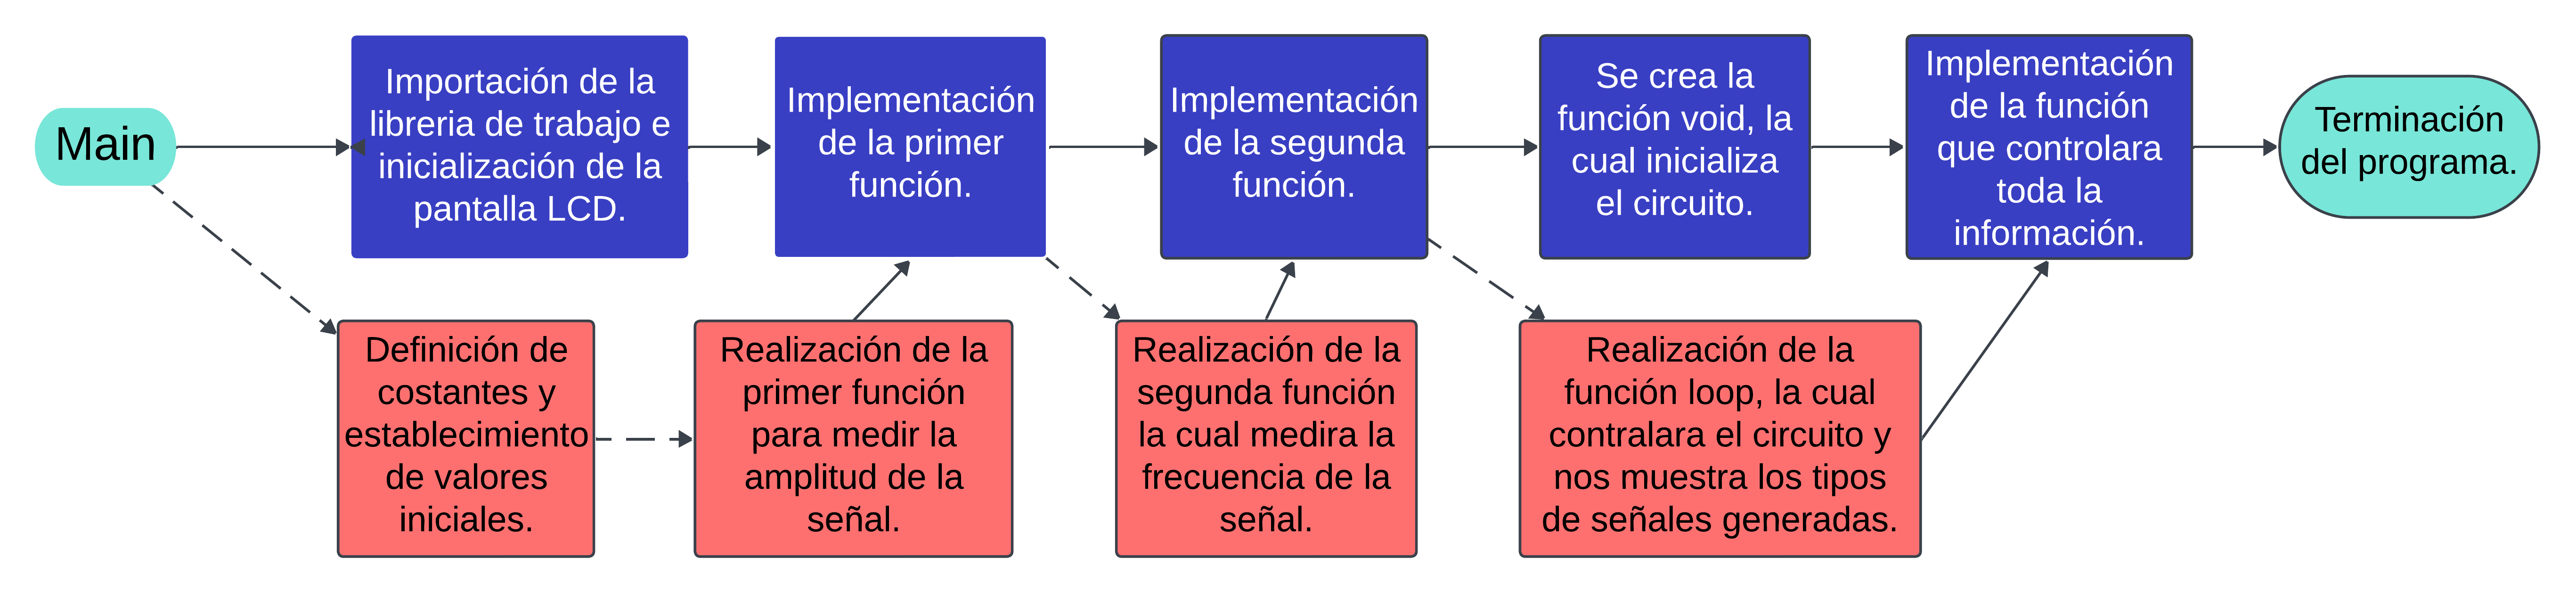 Main
Importación de la
libreria de trabajo e
inicialización de la
pantalla LCD.
Implementación
de la primer
función.
Implementación
de la segunda
función.
Se crea la
función void, la
cual inicializa
el circuito.
Implementación
de la función
que controlara
toda la
información.
Terminación
del programa.
Definición de
costantes y
establecimiento
de valores
iniciales.
Realización de la
primer función
para medir la
amplitud de la
señal.
Realización de la
segunda función
la cual medira la
frecuencia de la
señal.
Realización de la
función loop, la cual
contralara el circuito y
nos muestra los tipos
de señales generadas.